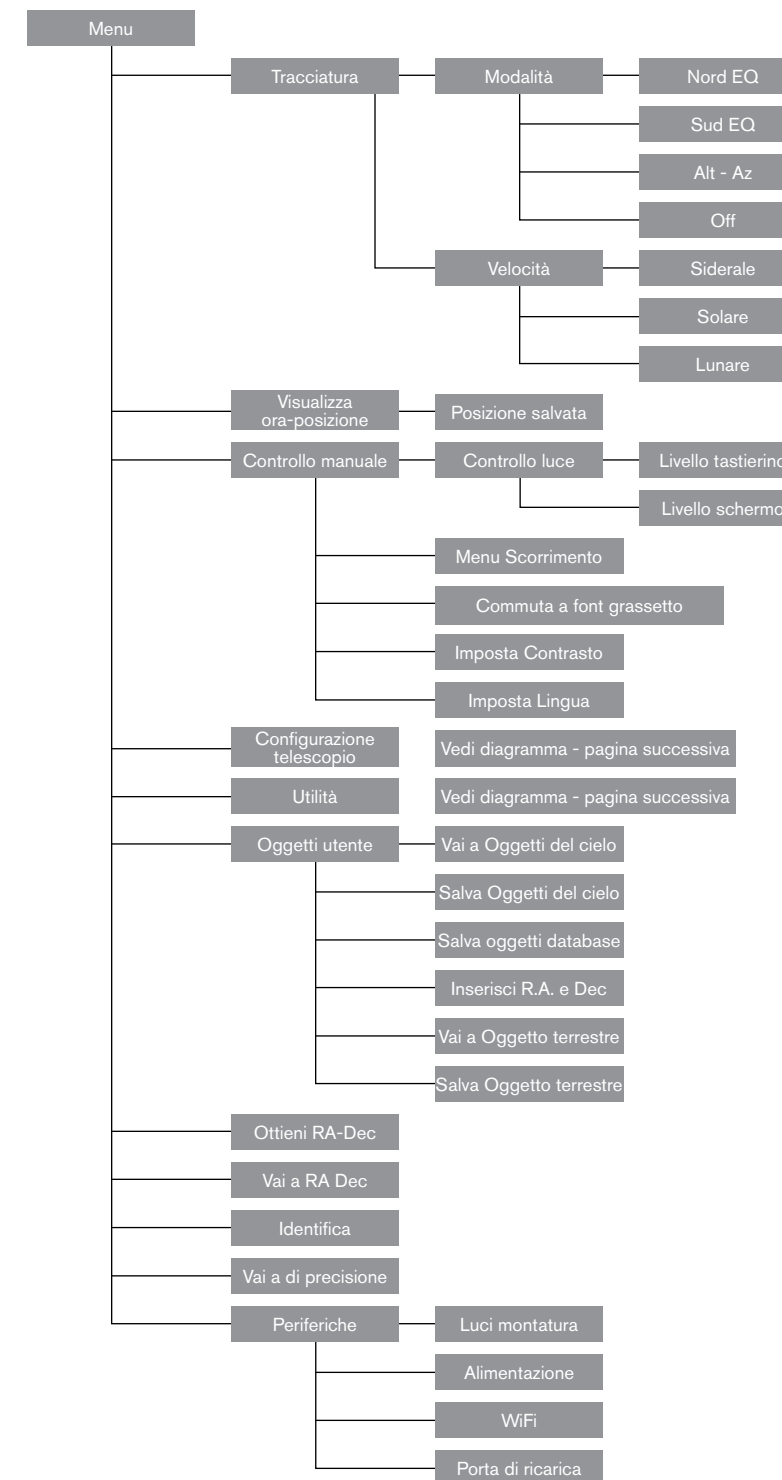 Menu
Tracciatura
Modalità
Nord EQ
Sud EQ
Alt - Az
Off
Velocità
Siderale
Solare
Lunare
Visualizza
ora-posizione
Posizione salvata
Controllo manuale
Controllo luce
Livello tastierino
Livello schermo
Menu Scorrimento
Commuta a font grassetto
Imposta Contrasto
Imposta Lingua
Configurazione
telescopio
Vedi diagramma - pagina successiva
Utilità
Vedi diagramma - pagina successiva
Oggetti utente
Vai a Oggetti del cielo
Salva Oggetti del cielo
Salva oggetti database
Inserisci R.A. e Dec
Vai a Oggetto terrestre
Salva Oggetto terrestre
Ottieni RA-Dec
Vai a RA Dec
Identifica
Vai a di precisione
Periferiche
Luci montatura
Alimentazione
WiFi
Porta di ricarica